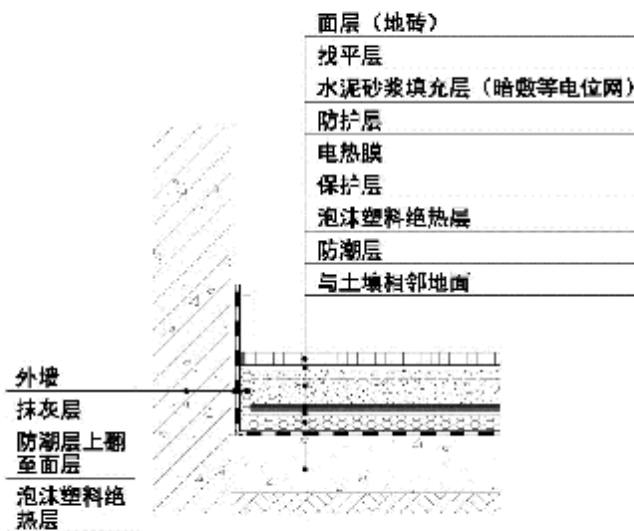 面层（地砖）
找平层
水泥砂浆填充层（暗敷等电位网）
防护层
电热膜
保护层
泡沫塑料绝热层
防潮层
与土壤相邻地面
外墙
抹灰层
防潮层上翻
至面层
泡沫塑料绝
热层